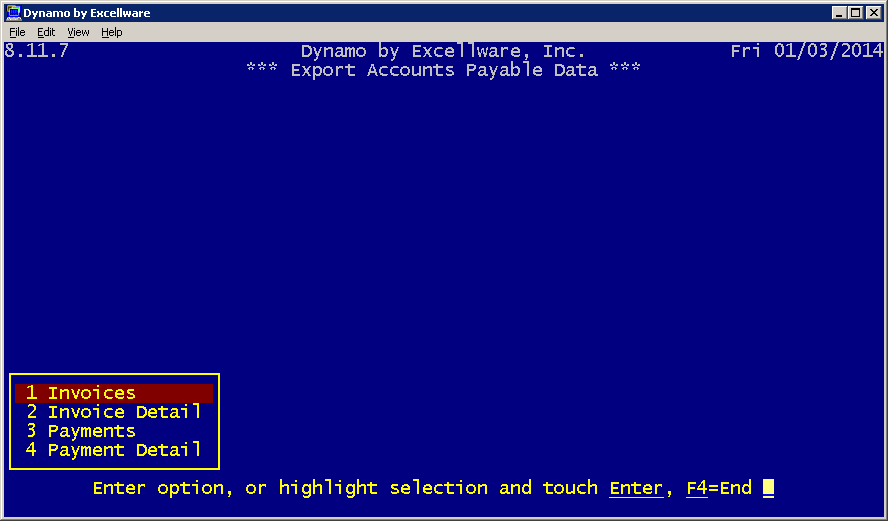 Dynamo by Excellware
File Edit View Help
8.11.7 Dynamo by Excellware, Inc. Fri 01/03/2014
*** Export Accounts Payable Data ***
1 Invoices
2 Invoice Detail
3 Payments
4 Payment Detail
Enter option, or highlight selection and touch Enter, F4=End